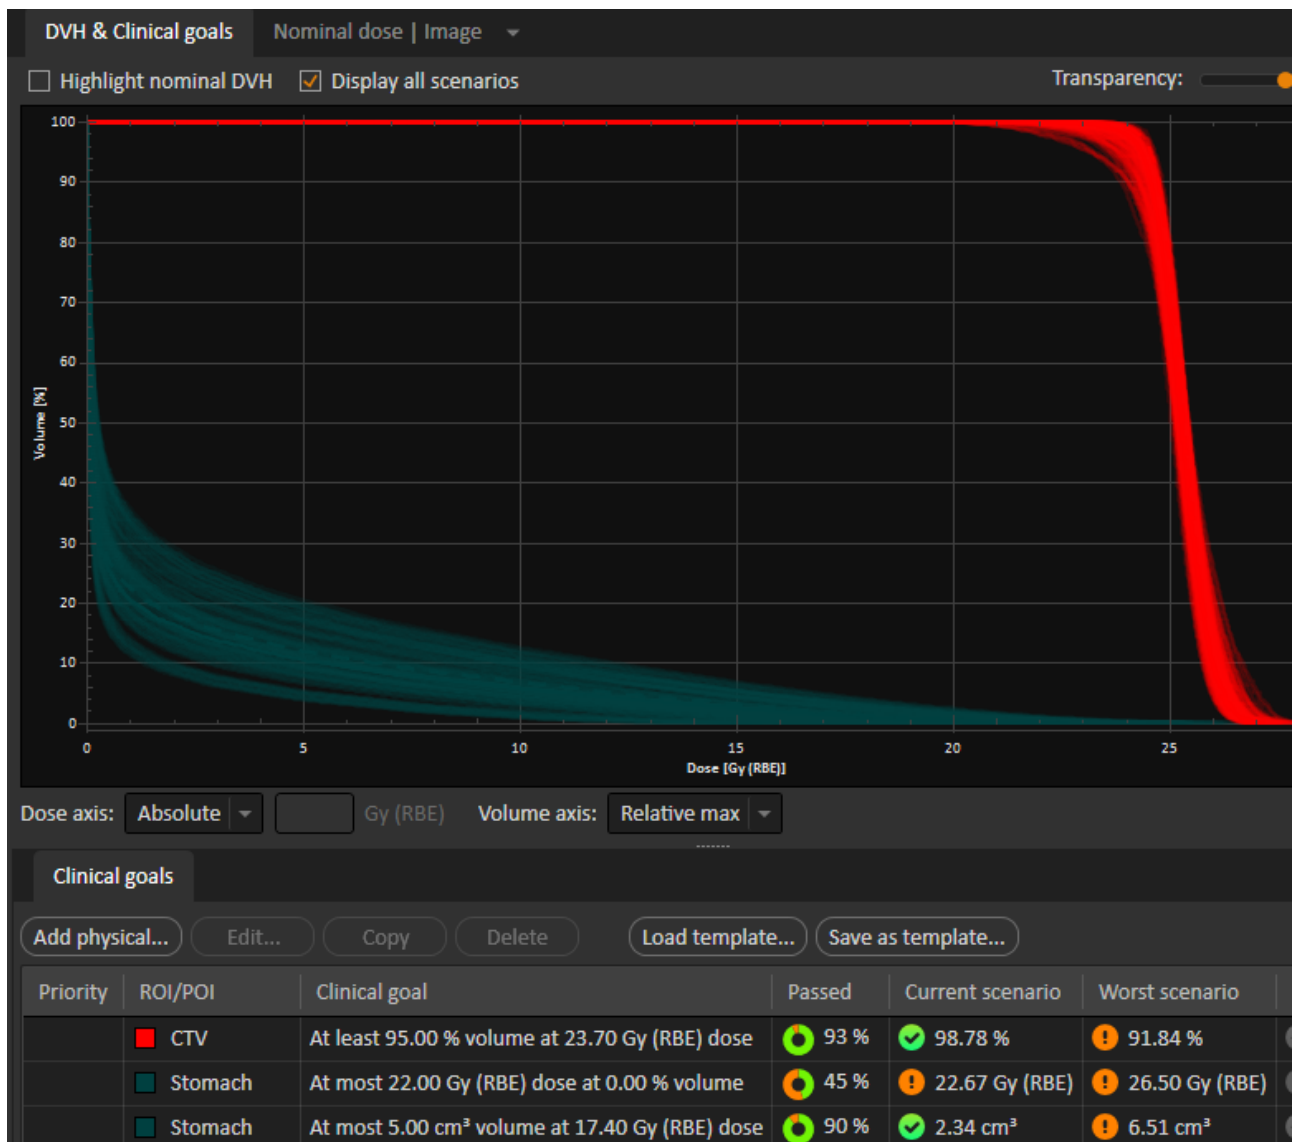 DVH & Clinical goals Nominal dose | Image
Highlight nominal DVH Display all scenarios Transparency:
100
90
80
70
60
50
40
30
20
10
0
Volume [%]
0 5 10 15 20 25
Dose [Gy (RBE)]
Dose axis: Absolute Gy (RBE) Volume axis: Relative max
Clinical goals
Add physical... Edit... Copy Delete Load template... Save as template...
Priority ROI/POI Clinical goal Passed Current scenario Worst scenario
CTV At least 95.00 % volume at 23.70 Gy (RBE) dose 93 % 98.78 % 91.84 %
Stomach At most 22.00 Gy (RBE) dose at 0.00 % volume 45 % 22.67 Gy (RBE) 26.50 Gy (RBE)
Stomach At most 5.00 cm³ volume at 17.40 Gy (RBE) dose 90 % 2.34 cm³ 6.51 cm³